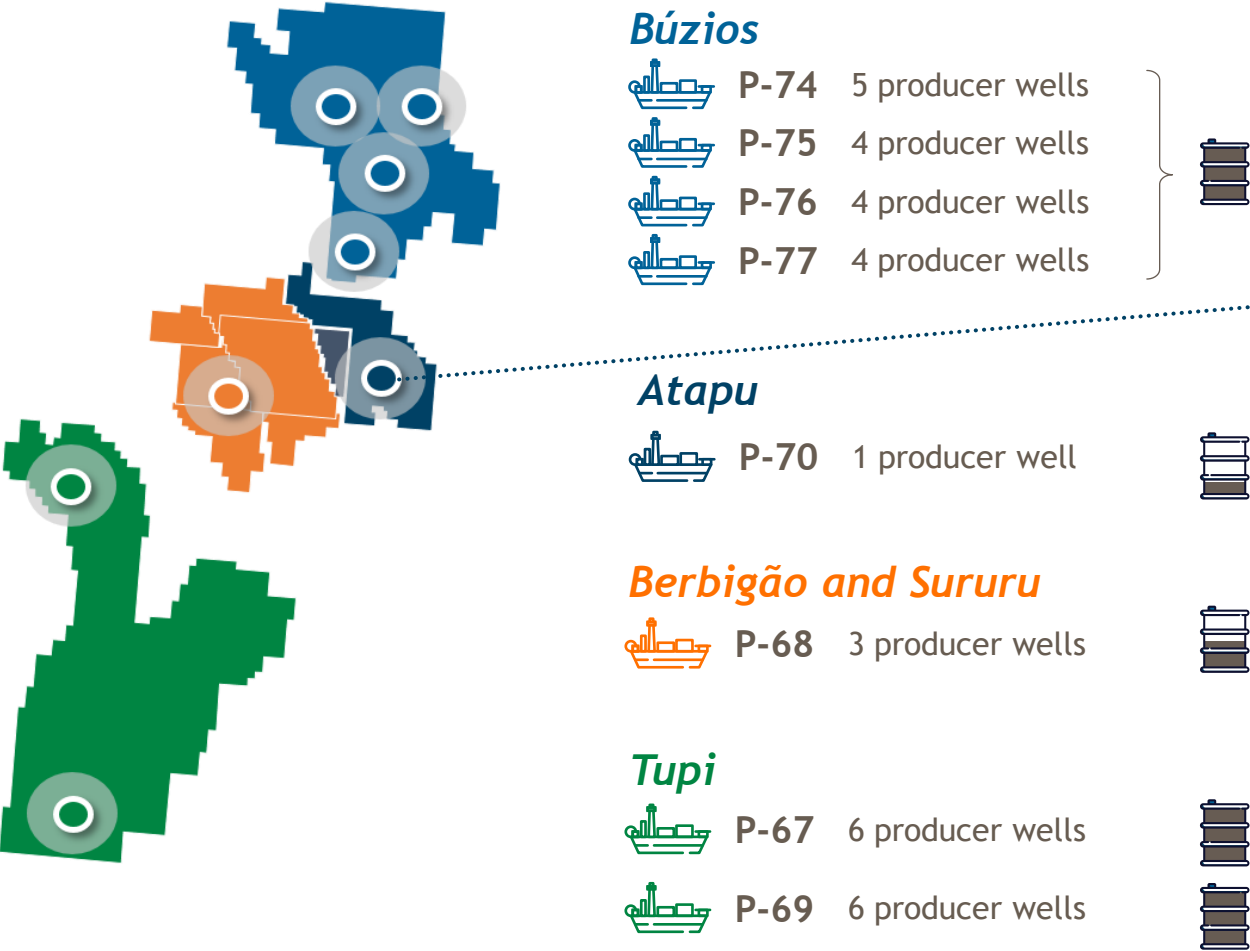 Búzios
P-74 5 producer wells
P-75 4 producer wells
P-76 4 producer wells
P-77 4 producer wells
Atapu
P-70 1 producer well
Berbigão and Sururu
P-68 3 producer wells
Tupi
P-67 6 producer wells
P-69 6 producer wells